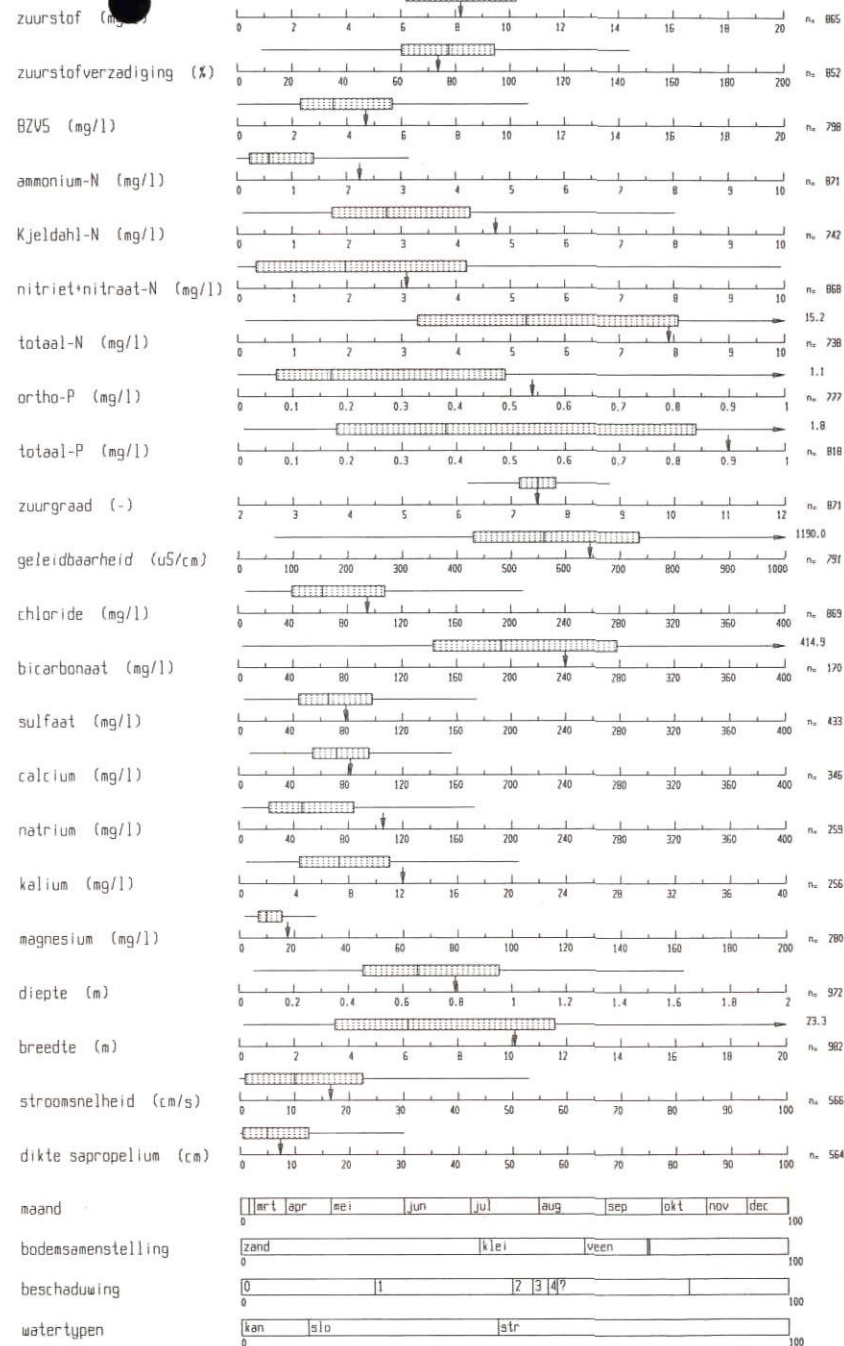 zuurstof (mg/l)
0 2 4 6 8 10 12 14 16 18 20 n= 865
zuurstofverzadiging (%)
0 20 40 60 80 100 120 140 160 180 200 n= 852
BZV5 (mg/l)
0 2 4 6 8 10 12 14 16 18 20 n= 798
ammonium-N (mg/l)
0 1 2 3 4 5 6 7 8 9 10 n= 871
Kjeldahl-N (mg/l)
0 1 2 3 4 5 6 7 8 9 10 n= 742
nitriet+nitraat-N (mg/l)
0 1 2 3 4 5 6 7 8 9 10 n= 868
15.2
totaal-N (mg/l)
0 1 2 3 4 5 6 7 8 9 10 n= 738
1.1
ortho-P (mg/l)
0 0.1 0.2 0.3 0.4 0.5 0.6 0.7 0.8 0.9 1 n= 777
1.8
totaal-P (mg/l)
0 0.1 0.2 0.3 0.4 0.5 0.6 0.7 0.8 0.9 1 n= 818
zuurgraad (-)
2 3 4 5 6 7 8 9 10 11 12 n= 871
1190.0
geleidbaarheid (uS/cm)
0 100 200 300 400 500 600 700 800 900 1000 n= 791
chloride (mg/l)
0 40 80 120 160 200 240 280 320 360 400 n= 869
414.9
bicarbonaat (mg/l)
0 40 80 120 160 200 240 280 320 360 400 n= 170
sulfaat (mg/l)
0 40 80 120 160 200 240 280 320 360 400 n= 433
calcium (mg/l)
0 40 80 120 160 200 240 280 320 360 400 n= 346
natrium (mg/l)
0 40 80 120 160 200 240 280 320 360 400 n= 259
kalium (mg/l)
0 4 8 12 16 20 24 28 32 36 40 n= 256
magnesium (mg/l)
0 20 40 60 80 100 120 140 160 180 200 n= 280
diepte (m)
0 0.2 0.4 0.6 0.8 1 1.2 1.4 1.6 1.8 2 n= 972
23.3
breedte (m)
0 2 4 6 8 10 12 14 16 18 20 n= 982
stroomsnelheid (cm/s)
0 10 20 30 40 50 60 70 80 90 100 n= 566
dikte sapropelium (cm)
0 10 20 30 40 50 60 70 80 90 100 n= 564
maand mrt apr mei jun jul aug sep okt nov dec
0 100
bodemsamenstelling zand klei veen
0 100
beschaduwing 0 1 2 3 4 ?
0 100
watertypen kan slo str
0 100